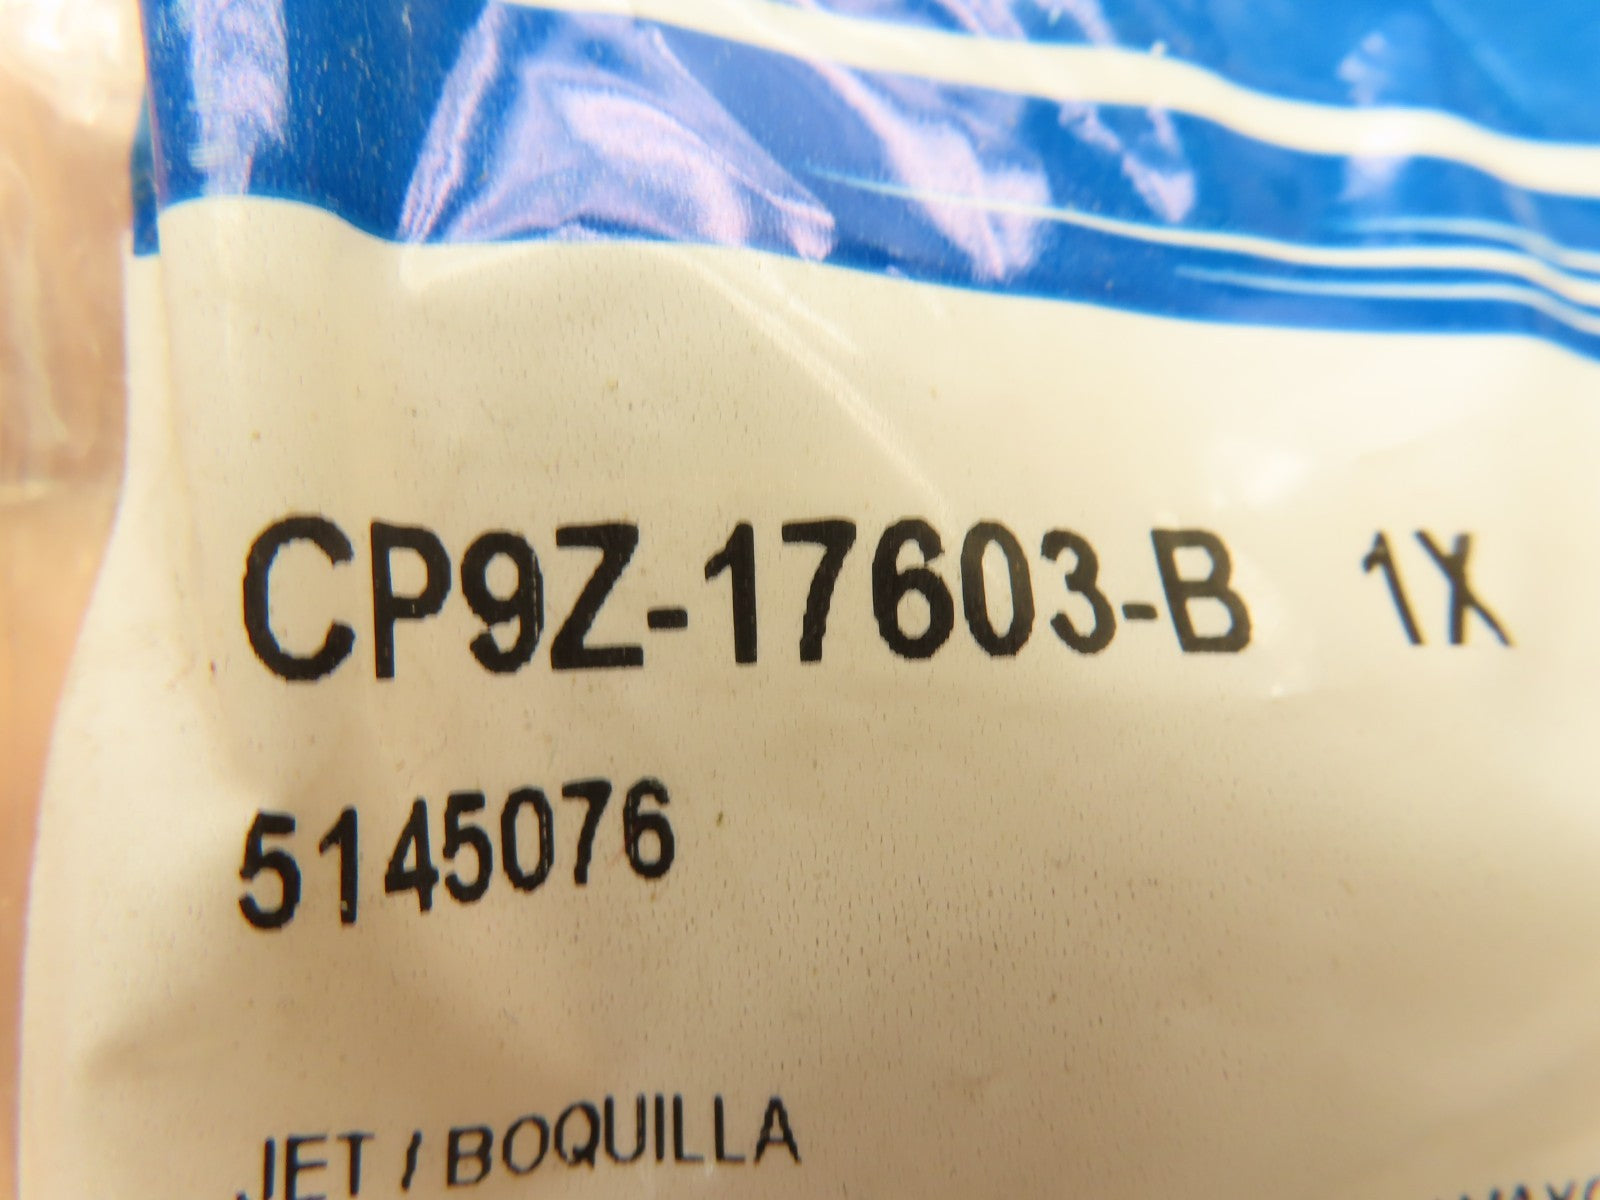 CP9Z-17603-B 1X
5145076
JET / BOQUILLA